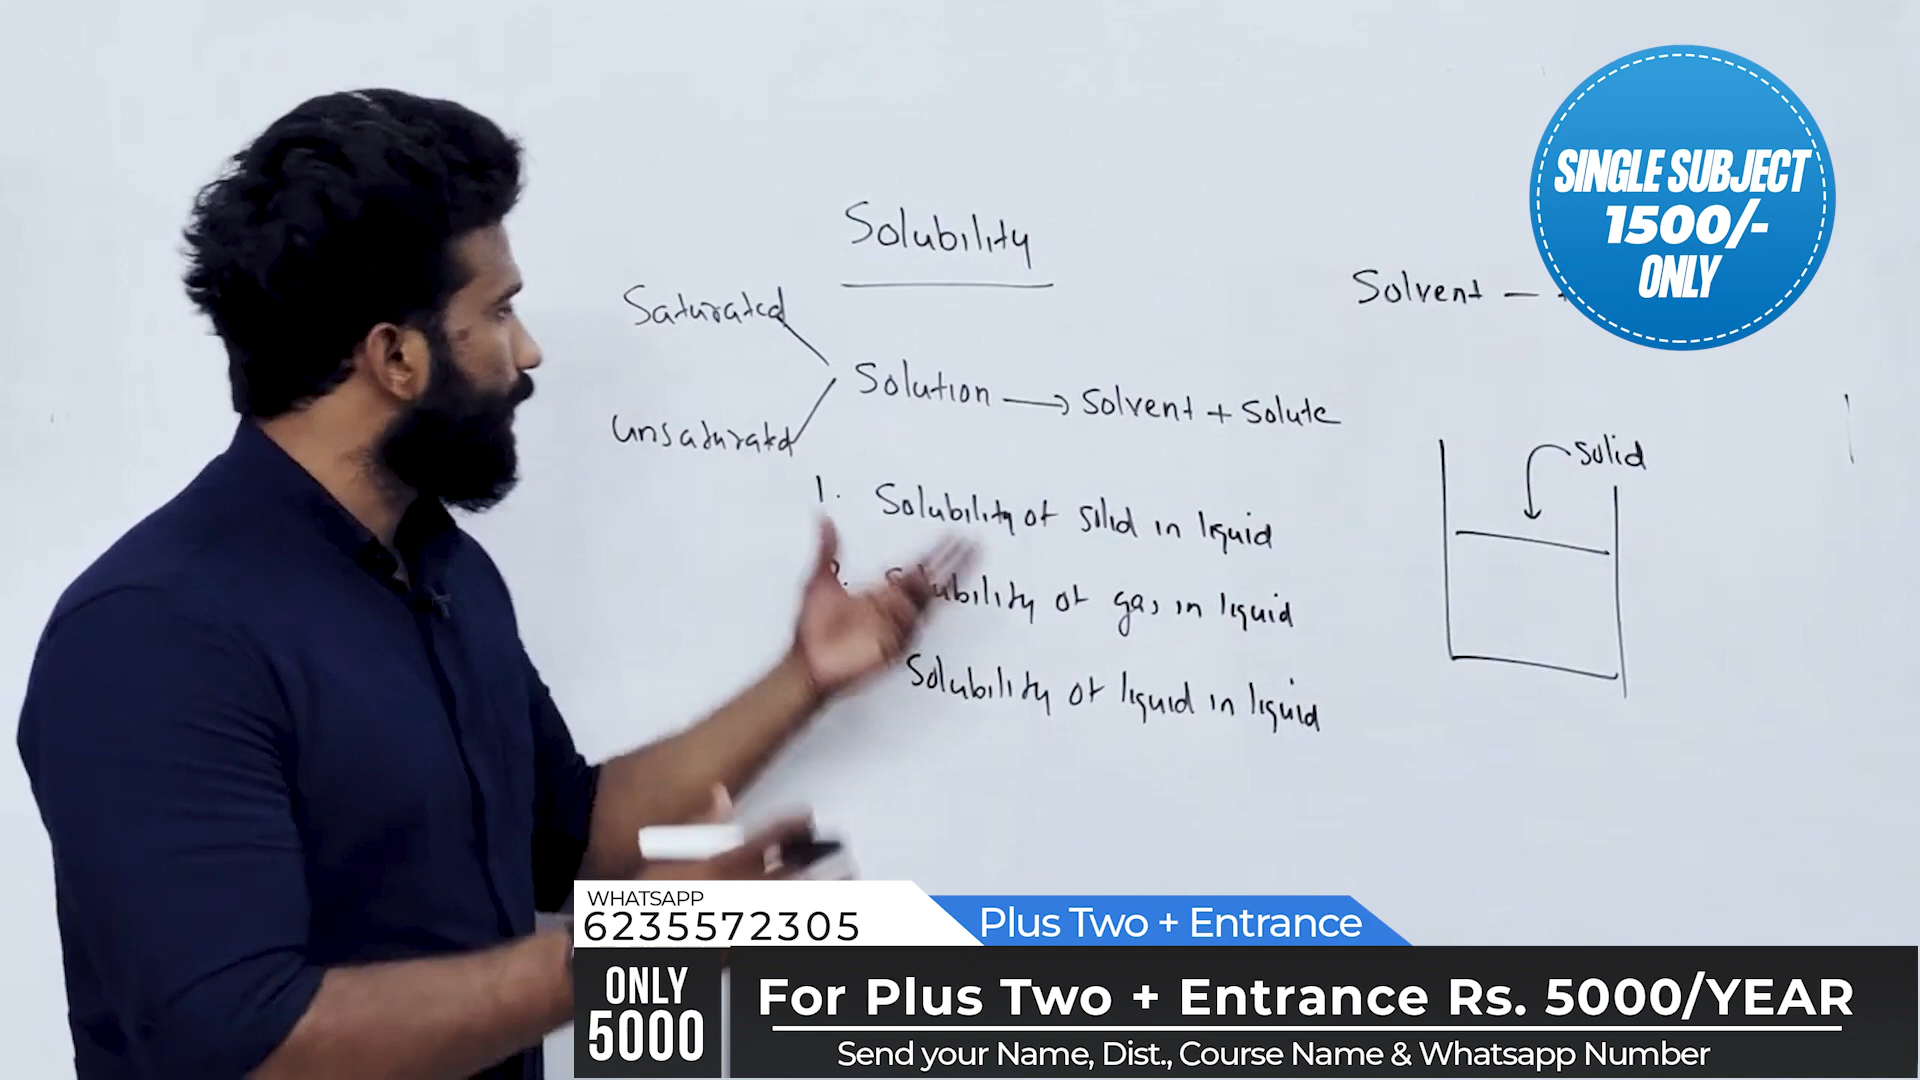 SINGLE SUBJECT
1500/-
ONLY
Solubility
Saturated
Solvent –
Solution → Solvent + Solute
Unsaturated
solid
1. Solubility of solid in liquid
Solubility of gas in liquid
Solubility of liquid in liquid
WHATSAPP
6235572305
Plus Two + Entrance
ONLY
5000
For Plus Two + Entrance Rs. 5000/YEAR
Send your Name, Dist., Course Name & Whatsapp Number